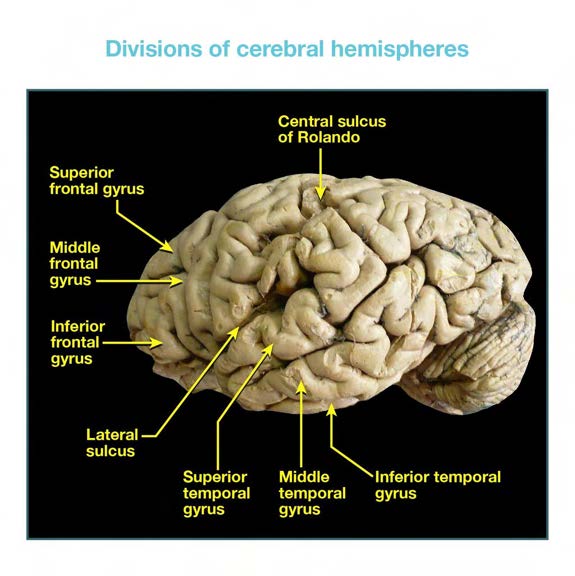 Divisions of cerebral hemispheres
Central sulcus
of Rolando
Superior
frontal gyrus
Middle
frontal
gyrus
Inferior
frontal
gyrus
Lateral
sulcus
Superior
temporal
gyrus
Middle
temporal
gyrus
Inferior temporal
gyrus